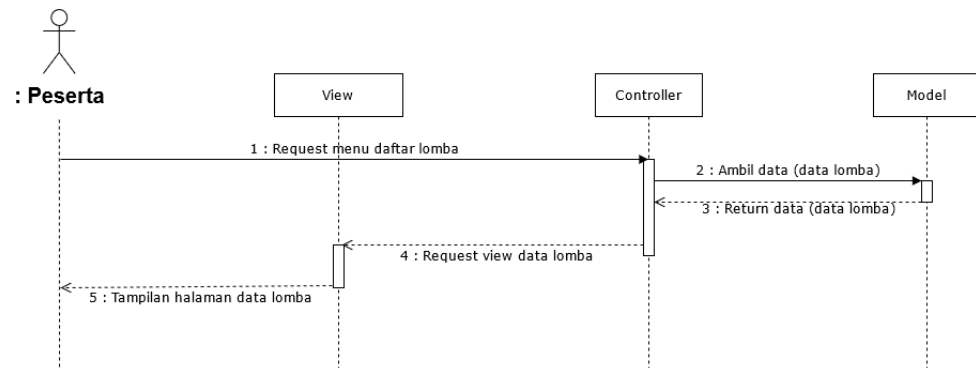 : Peserta
View
Controller
Model
1 : Request menu daftar lomba
2 : Ambil data (data lomba)
3 : Return data (data lomba)
4 : Request view data lomba
5 : Tampilan halaman data lomba